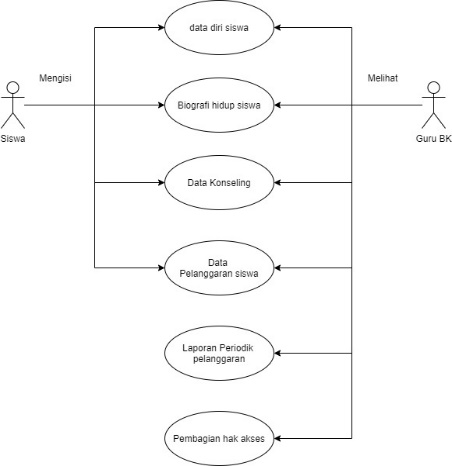 data diri siswa
Mengisi
Melihat
Biografi hidup siswa
Siswa
Guru BK
Data Konseling
Data
Pelanggaran siswa
Laporan Periodik
pelanggaran
Pembagian hak akses